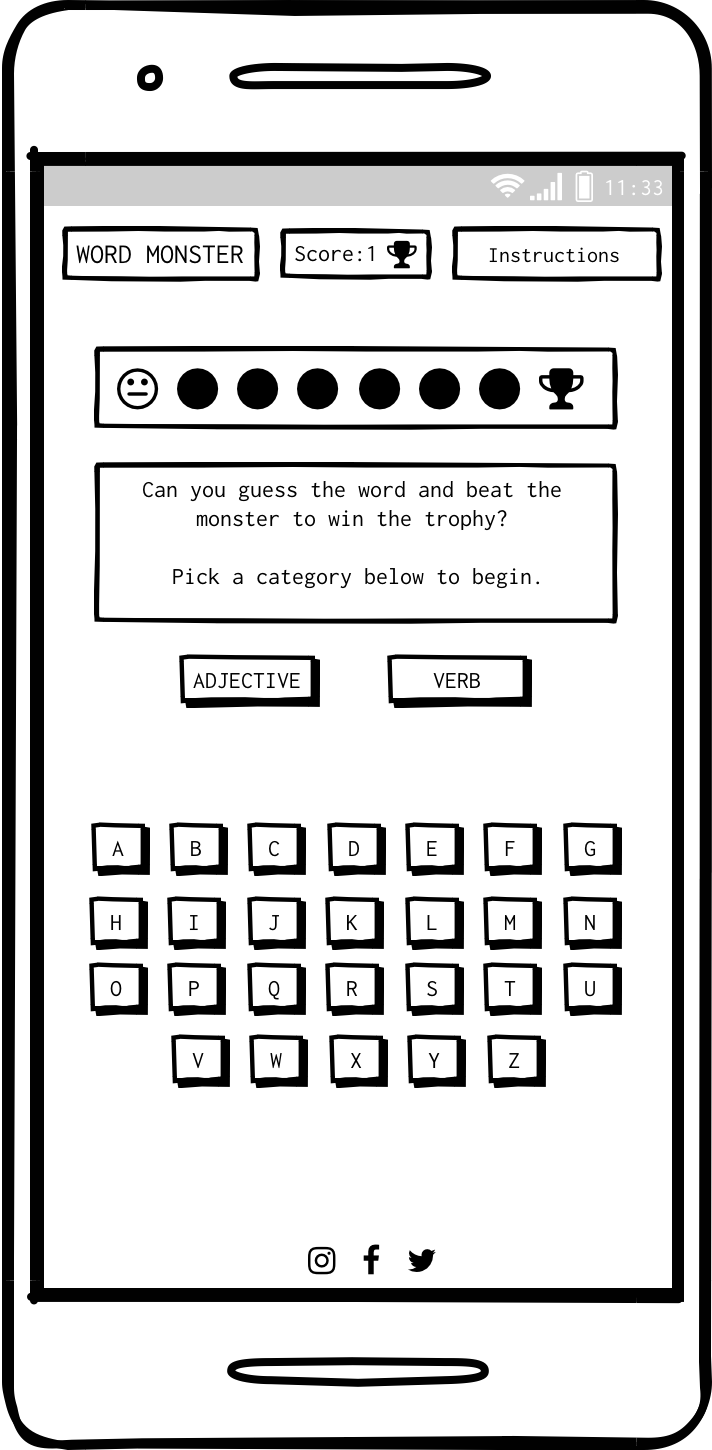 11:33
WORD MONSTER Score:1 Instructions
Can you guess the word and beat the
monster to win the trophy?
Pick a category below to begin.
ADJECTIVE VERB
A B C D E F G
H I J K L M N
O P Q R S T U
V W X Y Z